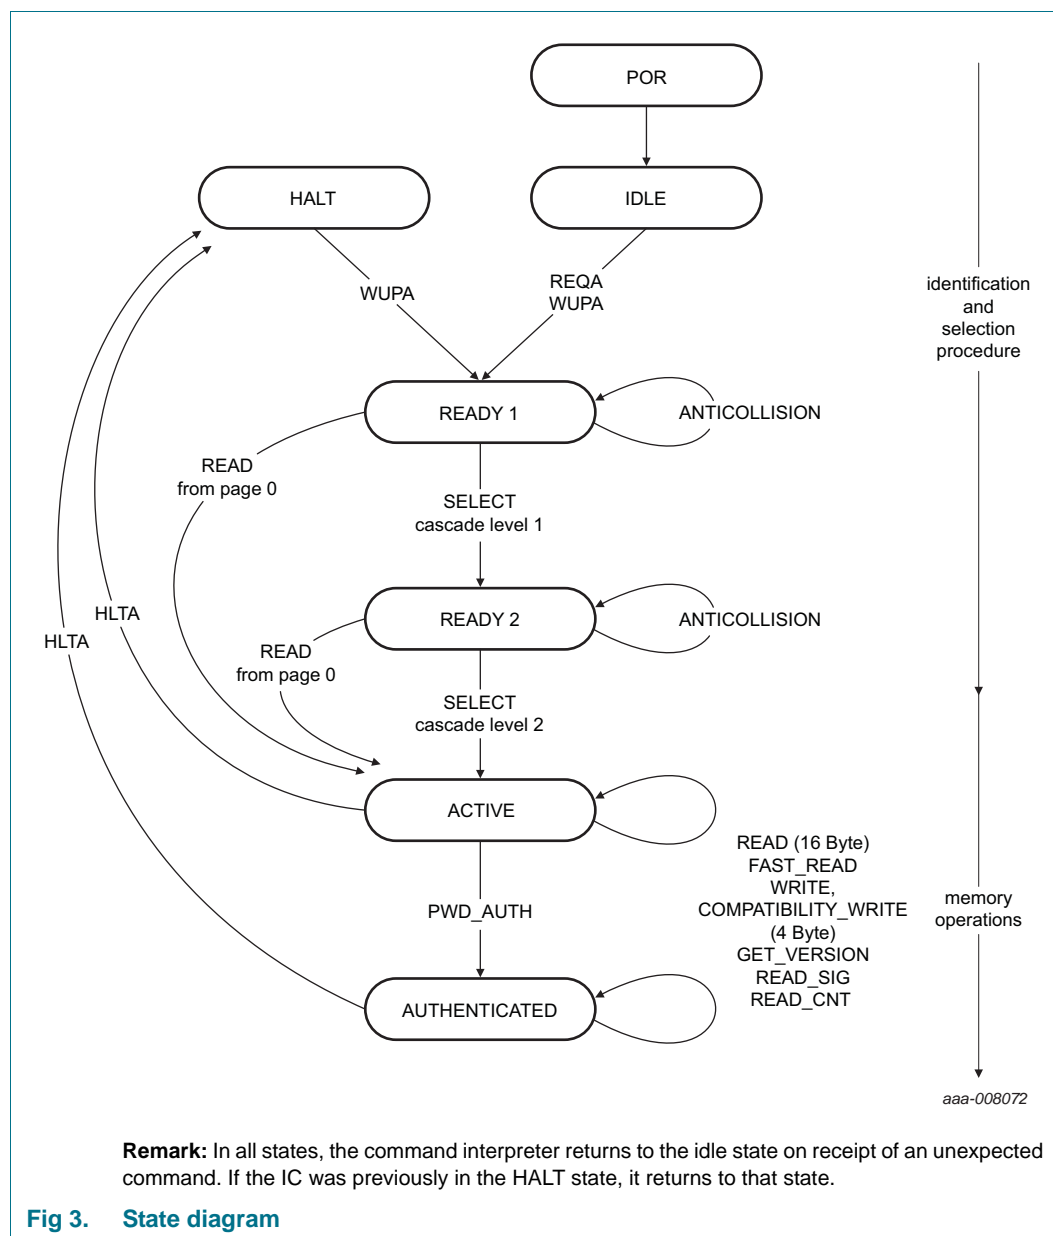 POR
HALT
IDLE
WUPA
REQA
WUPA
identification
and
selection
procedure
READY 1
ANTICOLLISION
READ
from page 0
SELECT
cascade level 1
HLTA
HLTA
READY 2
ANTICOLLISION
READ
from page 0
SELECT
cascade level 2
ACTIVE
READ (16 Byte)
FAST_READ
WRITE,
COMPATIBILITY_WRITE
(4 Byte)
GET_VERSION
READ_SIG
READ_CNT
memory
operations
PWD_AUTH
AUTHENTICATED
aaa-008072
Remark: In all states, the command interpreter returns to the idle state on receipt of an unexpected
command. If the IC was previously in the HALT state, it returns to that state.
Fig 3. State diagram